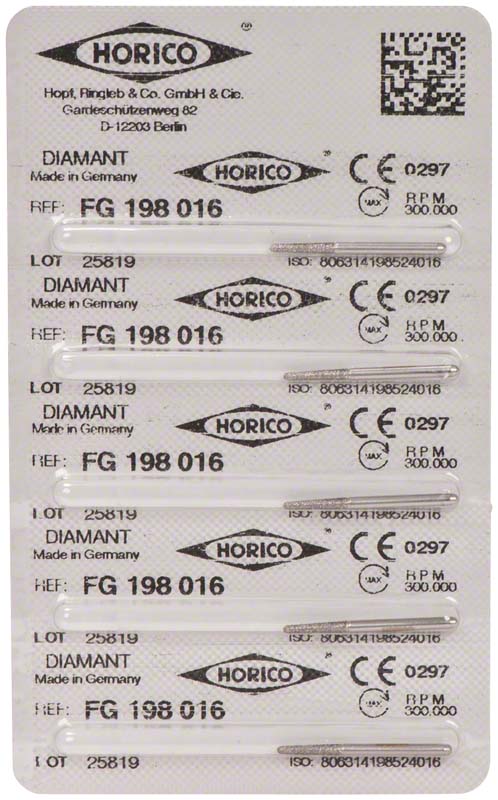 HORICO ®
Hopf, Ringleb & Co. GmbH & Cie.
Gardeschützenweg 82
D-12203 Berlin
DIAMANT HORICO ® CE 0297
Made in Germany
REF: FG 198 016 MAX RPM 300.000
LOT 25819 ISO: 806314198524016
DIAMANT HORICO ® CE 0297
Made in Germany
REF: FG 198 016 MAX RPM 300.000
LOT 25819 ISO: 806314198524016
DIAMANT HORICO ® CE 0297
Made in Germany
REF: FG 198 016 MAX RPM 300.000
LOT 25819 ISO: 806314198524016
DIAMANT HORICO ® CE 0297
Made in Germany
REF: FG 198 016 MAX RPM 300.000
LOT 25819 ISO: 806314198524016
DIAMANT HORICO ® CE 0297
Made in Germany
REF: FG 198 016 MAX RPM 300.000
LOT 25819 ISO: 806314198524016